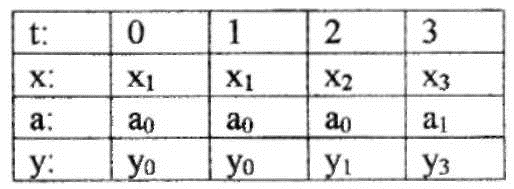 t: 0 1 2 3
x: x₁ x₁ x₂ x₃
a: a₀ a₀ a₀ a₁
y: y₀ y₀ y₁ y₃